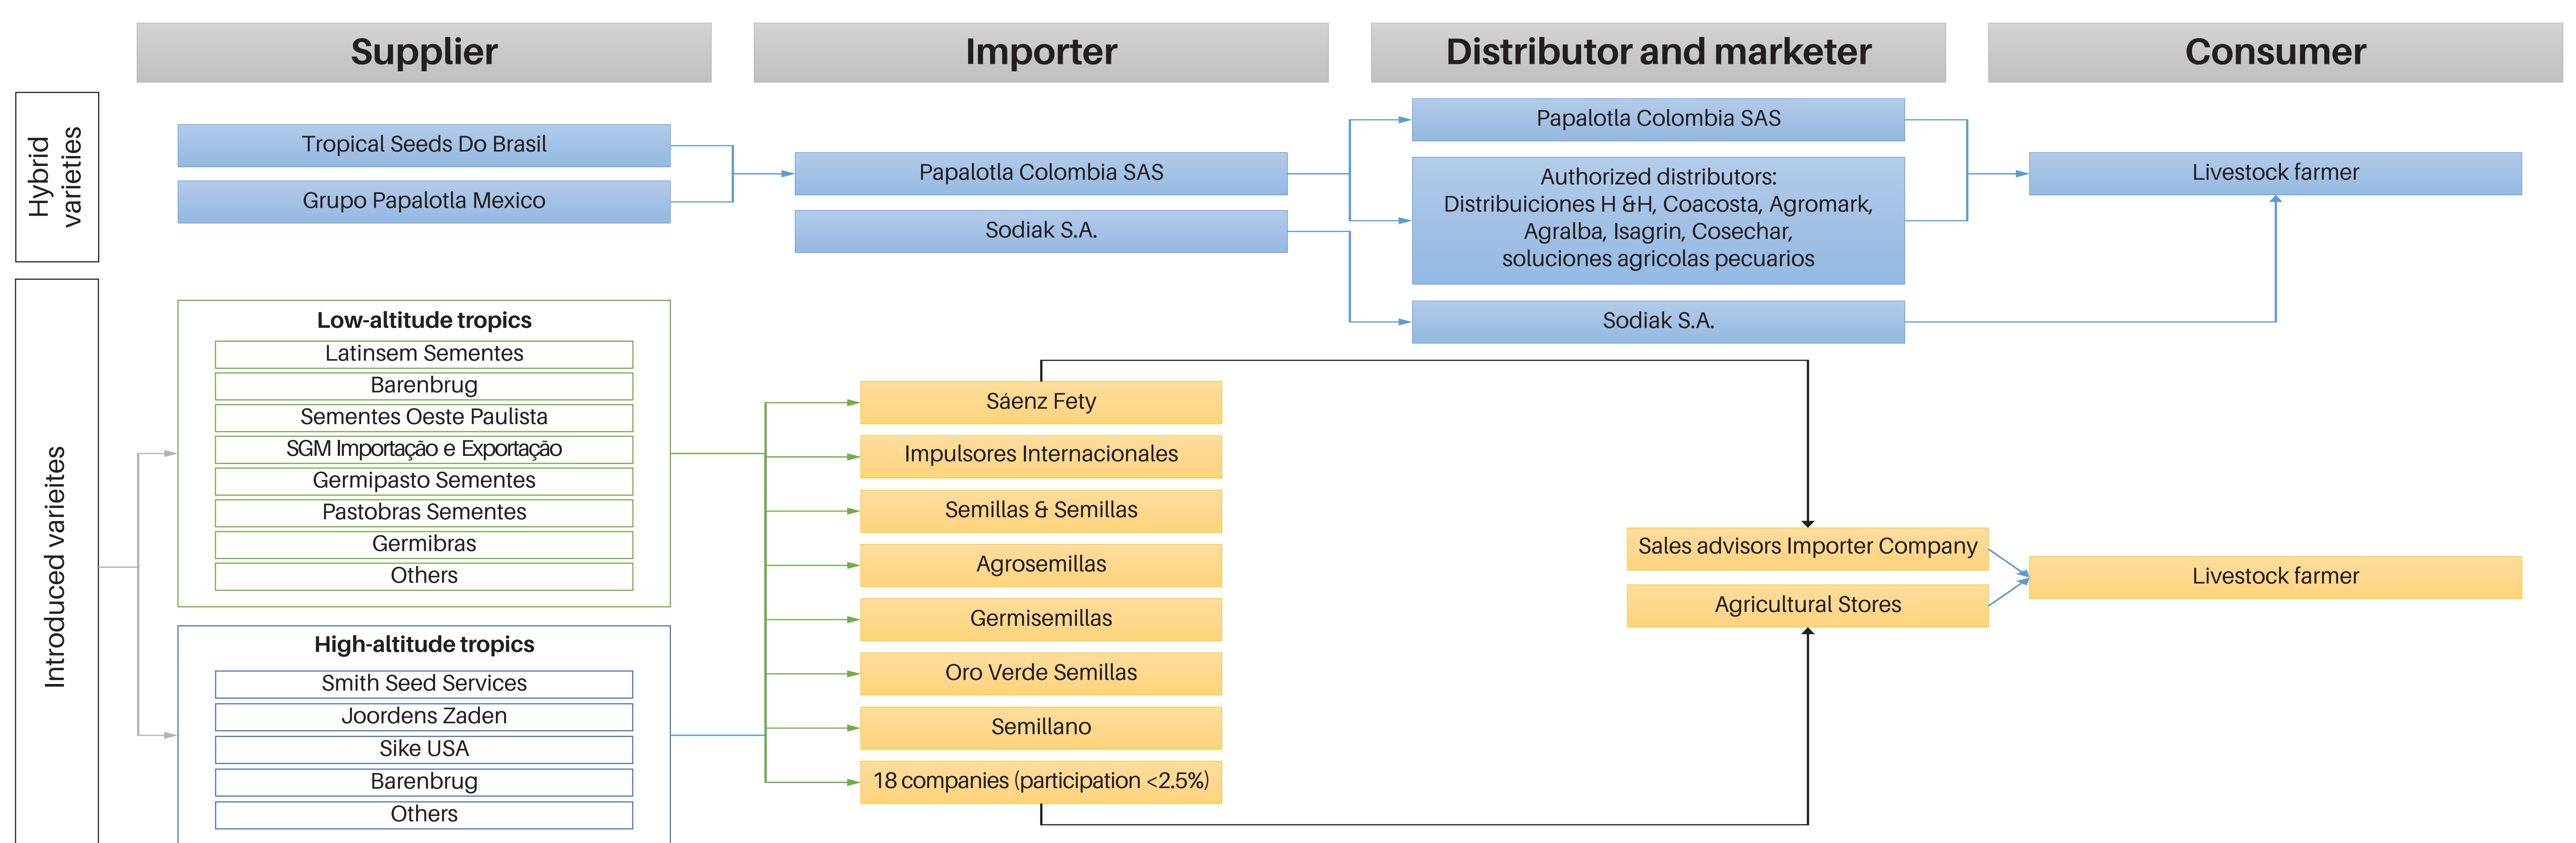 Supplier
Importer
Distributor and marketer
Consumer
Hybrid
varieties
Tropical Seeds Do Brasil
Grupo Papalotla Mexico
Papalotla Colombia SAS
Sodiak S.A.
Papalotla Colombia SAS
Authorized distributors:
Distribuiciones H &H, Coacosta, Agromark,
Agralba, Isagrin, Cosechar,
soluciones agricolas pecuarios
Sodiak S.A.
Livestock farmer
Introduced varieites
Low-altitude tropics
Latinsem Sementes
Barenbrug
Sementes Oeste Paulista
SGM Importação e Exportação
Germipasto Sementes
Pastobras Sementes
Germibras
Others
High-altitude tropics
Smith Seed Services
Joordens Zaden
Sike USA
Barenbrug
Others
Sáenz Fety
Impulsores Internacionales
Semillas & Semillas
Agrosemillas
Germisemillas
Oro Verde Semillas
Semillano
18 companies (participation <2.5%)
Sales advisors Importer Company
Agricultural Stores
Livestock farmer